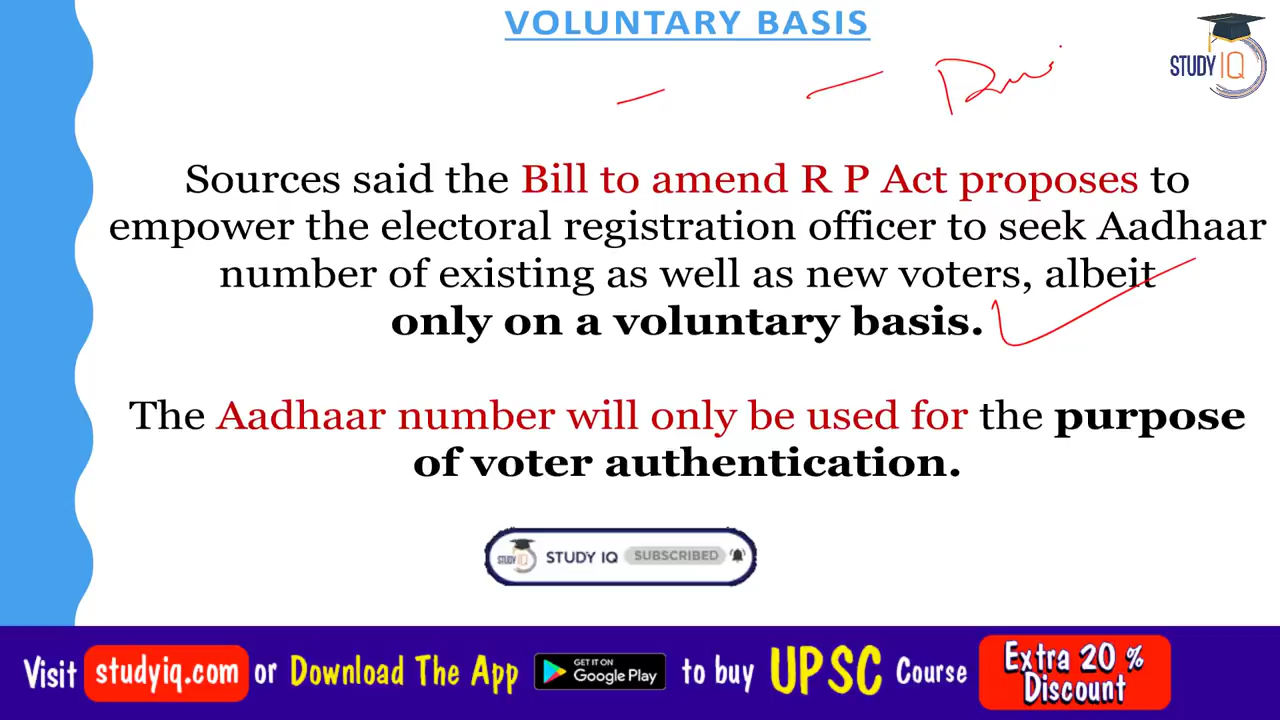 VOLUNTARY BASIS
STUDY IQ
Sources said the Bill to amend R P Act proposes to
empower the electoral registration officer to seek Aadhaar
number of existing as well as new voters, albeit
only on a voluntary basis.
The Aadhaar number will only be used for the purpose
of voter authentication.
STUDY IQ
STUDY IQ SUBSCRIBED
Visit studyiq.com or Download The App GET IT ON Google Play to buy UPSC Course Extra 20 % Discount